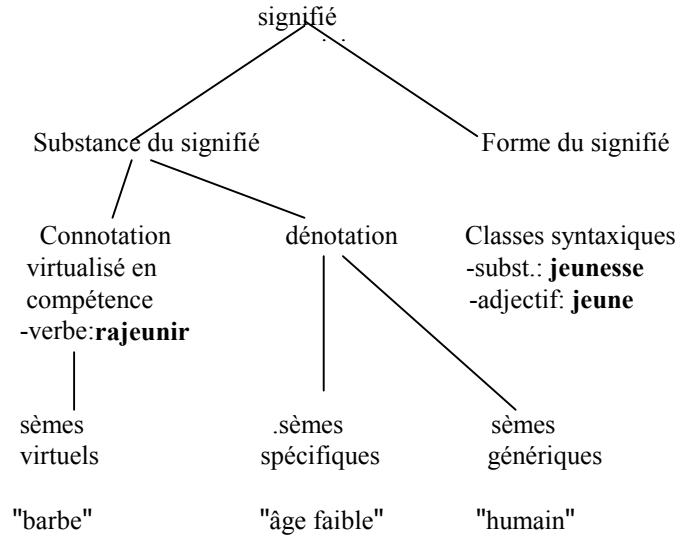 signifié
Substance du signifié
Forme du signifié
Connotation
virtualisé en
compétence
-verbe:rajeunir
dénotation
Classes syntaxiques
-subst.: jeunesse
-adjectif: jeune
sèmes
virtuels
.sèmes
spécifiques
sèmes
génériques
"barbe"
"âge faible"
"humain"